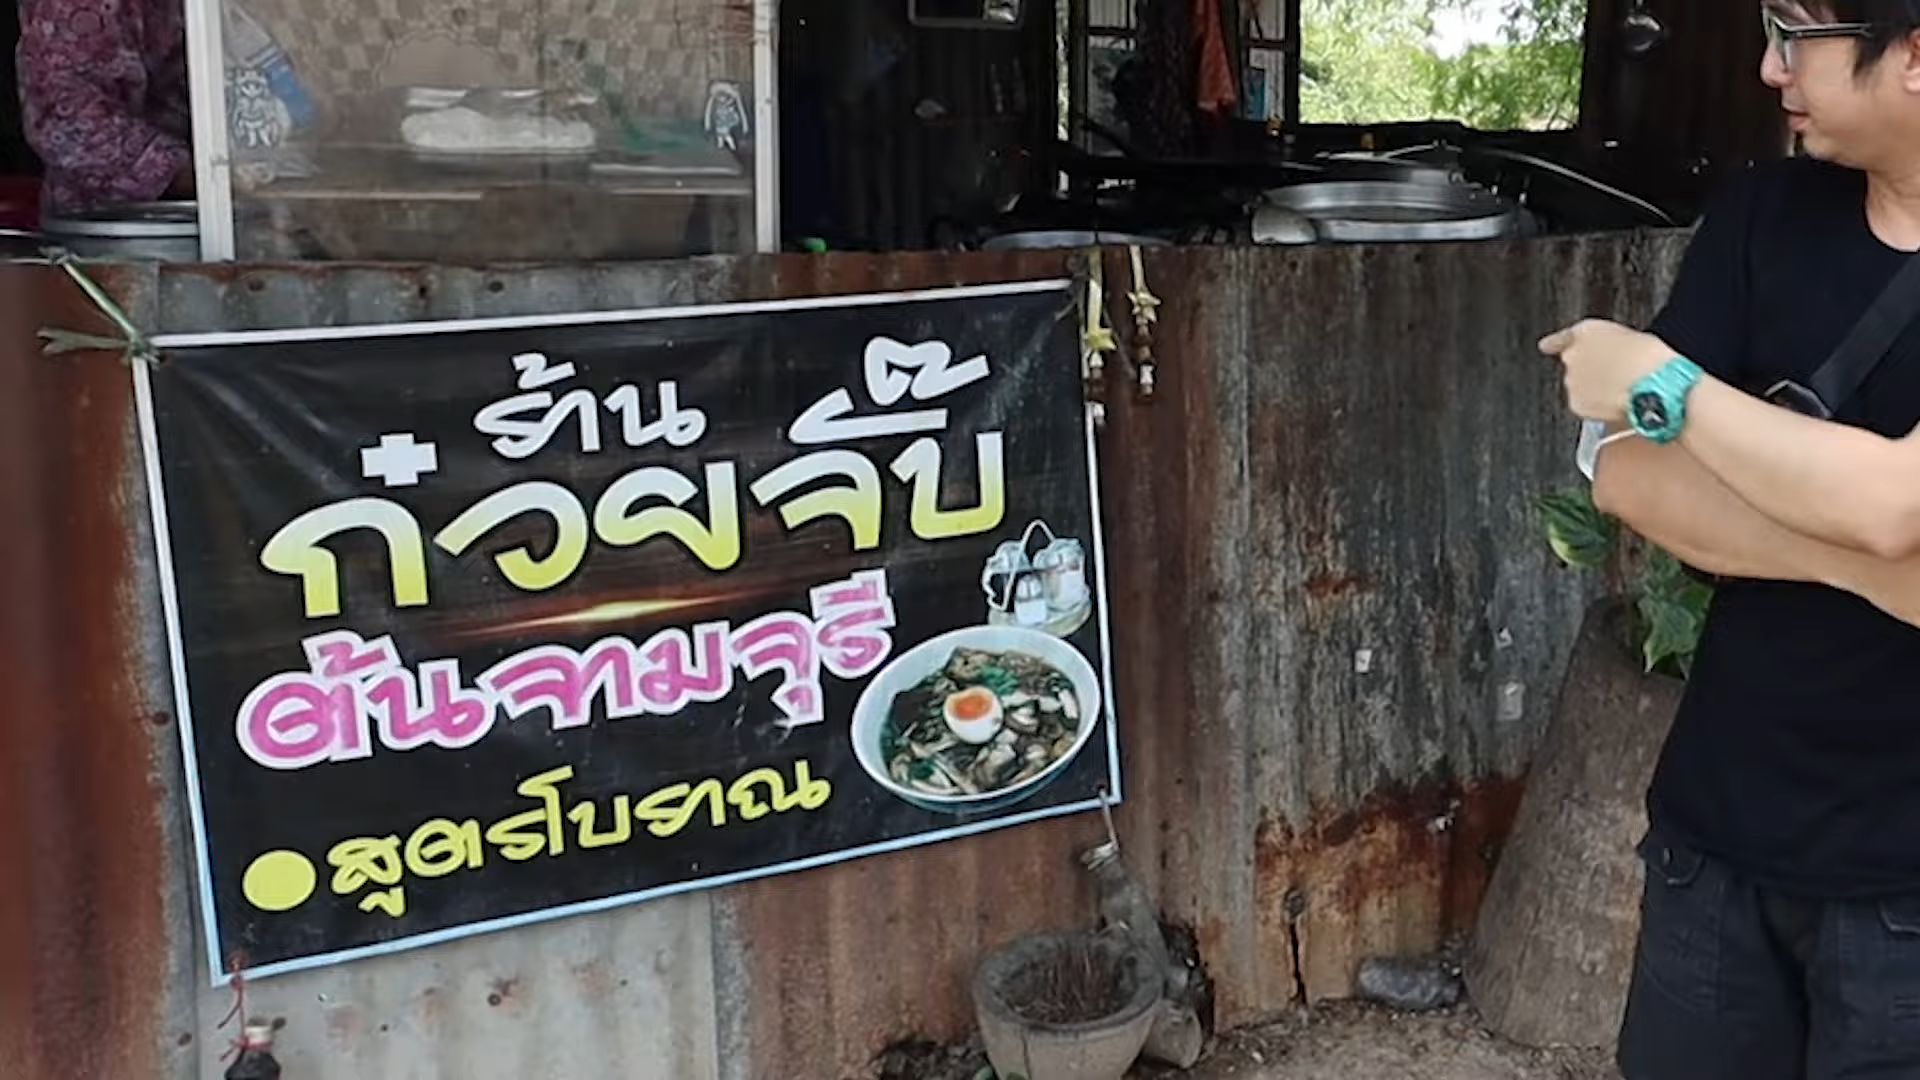 ร้าน
ก๋วยจั๊บ
ต้นจามจุรี
สูตรโบราณ